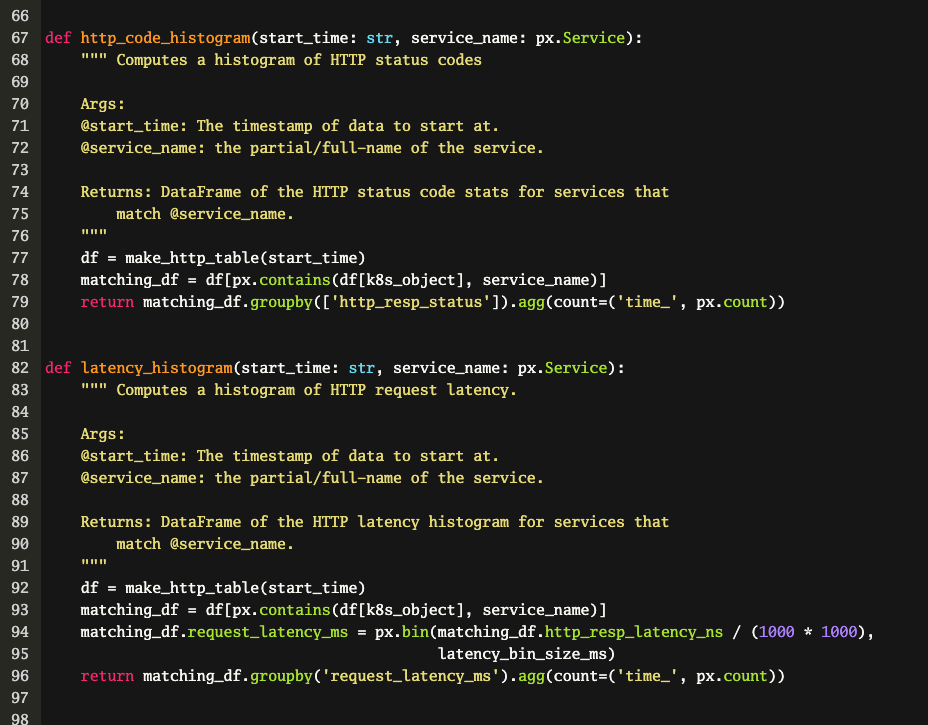 66
67 def http_code_histogram(start_time: str, service_name: px.Service):
68     """ Computes a histogram of HTTP status codes
69
70     Args:
71     @start_time: The timestamp of data to start at.
72     @service_name: the partial/full-name of the service.
73
74     Returns: DataFrame of the HTTP status code stats for services that
75         match @service_name.
76     """
77     df = make_http_table(start_time)
78     matching_df = df[px.contains(df[k8s_object], service_name)]
79     return matching_df.groupby(['http_resp_status']).agg(count=('time_', px.count))
80
81
82 def latency_histogram(start_time: str, service_name: px.Service):
83     """ Computes a histogram of HTTP request latency.
84
85     Args:
86     @start_time: The timestamp of data to start at.
87     @service_name: the partial/full-name of the service.
88
89     Returns: DataFrame of the HTTP latency histogram for services that
90         match @service_name.
91     """
92     df = make_http_table(start_time)
93     matching_df = df[px.contains(df[k8s_object], service_name)]
94     matching_df.request_latency_ms = px.bin(matching_df.http_resp_latency_ns / (1000 * 1000),
95                                             latency_bin_size_ms)
96     return matching_df.groupby('request_latency_ms').agg(count=('time_', px.count))
97
98